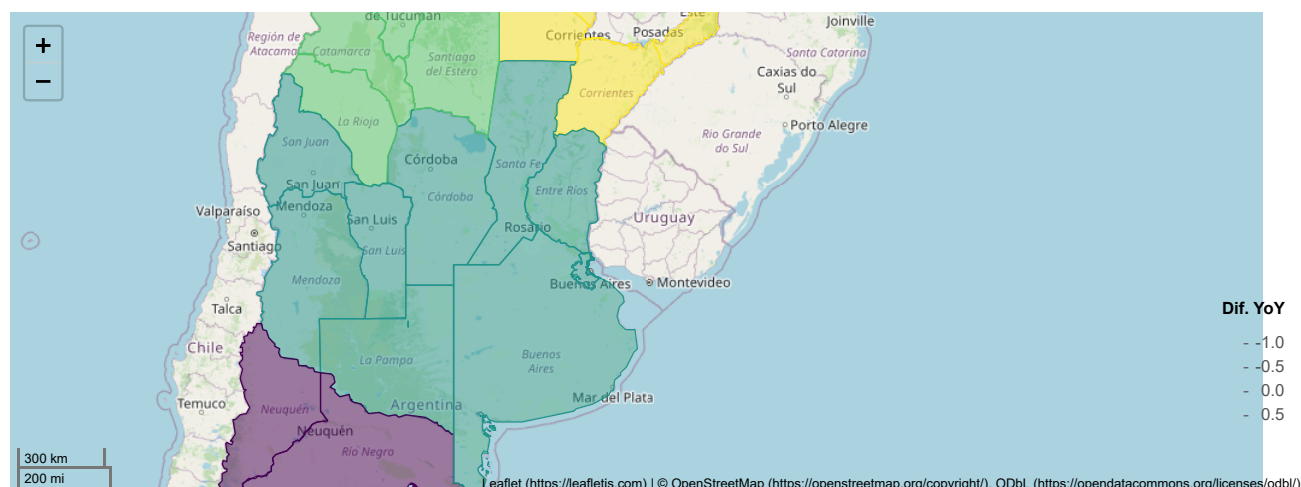 +
−
de Tucumán
Este
Joinville
Región de
Atacama
Catamarca
Santiago
del Estero
Corrientes
Posadas
Santa Catarina
Caxias do
Sul
Corrientes
La Rioja
Porto Alegre
Rio Grande
do Sul
San Juan
Córdoba
Santa Fe
San Juan
Córdoba
Entre Ríos
Valparaíso
Mendoza
San Luis
Rosario
Uruguay
Santiago
San Luis
Mendoza
Buenos Aires
Montevideo
Talca
Dif. YoY
- -1.0
- -0.5
- 0.0
- 0.5
Chile
La Pampa
Buenos
Aires
Temuco
Neuquén
Argentina
Mar del Plata
Neuquén
Río Negro
300 km
200 mi
Leaflet (https://leafletjs.com) | © OpenStreetMap (https://openstreetmap.org/copyright/), ODbL (https://opendatacommons.org/licenses/odbl/)